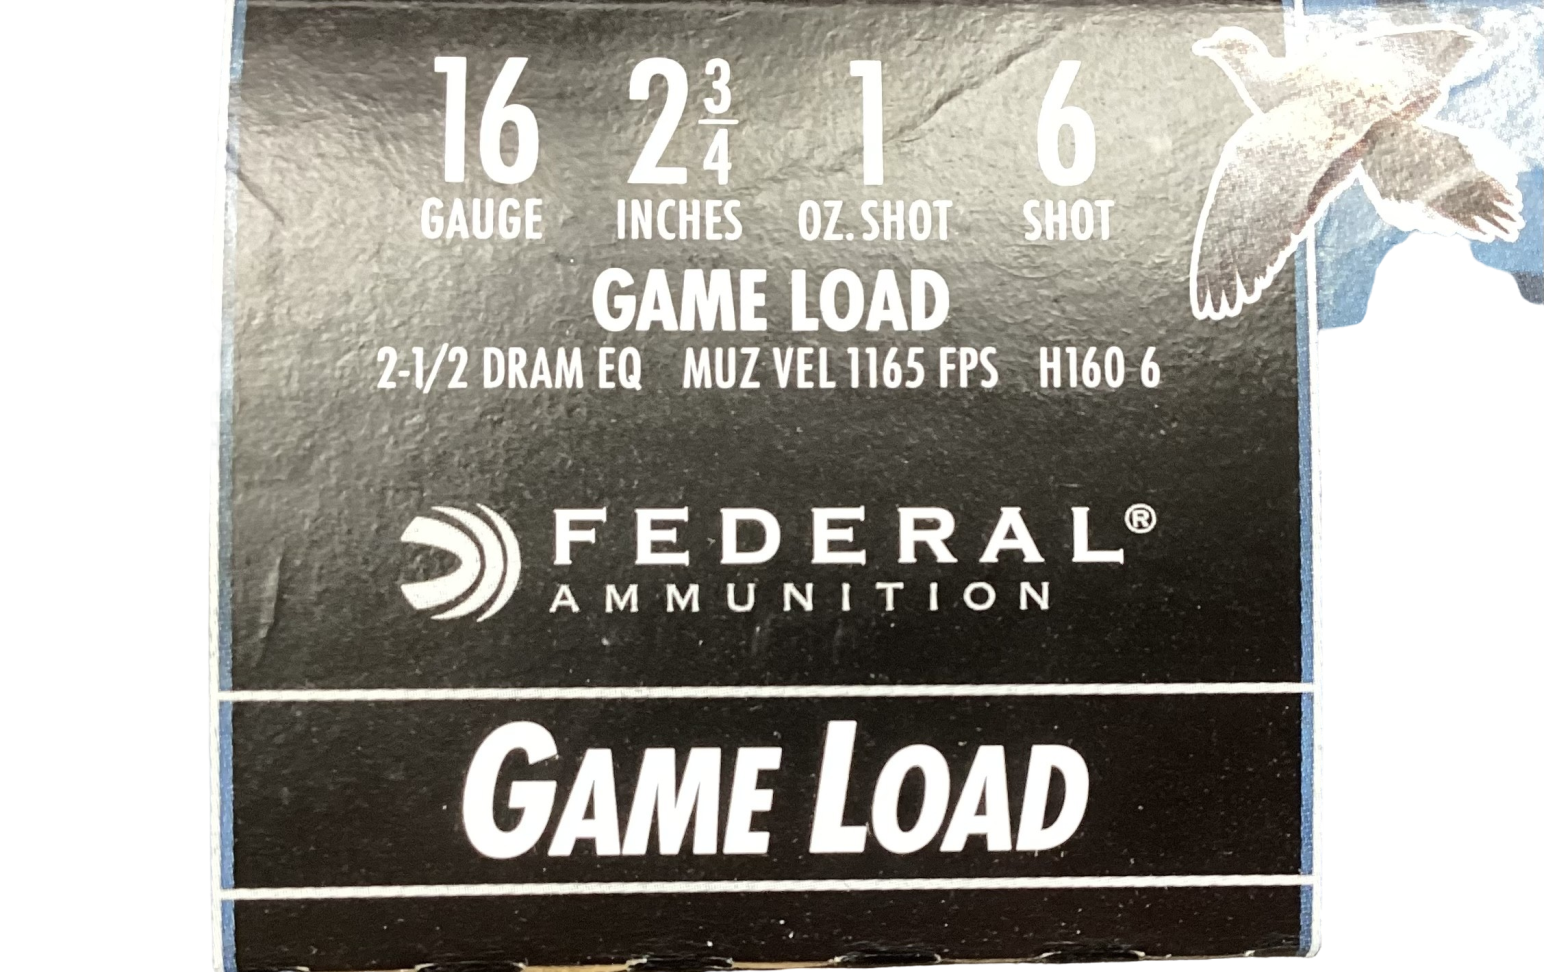 16 2 3/4 1 6
GAUGE INCHES OZ. SHOT SHOT
GAME LOAD
2-1/2 DRAM EQ MUZ VEL 1165 FPS H160 6
FEDERAL®
AMMUNITION
GAME LOAD